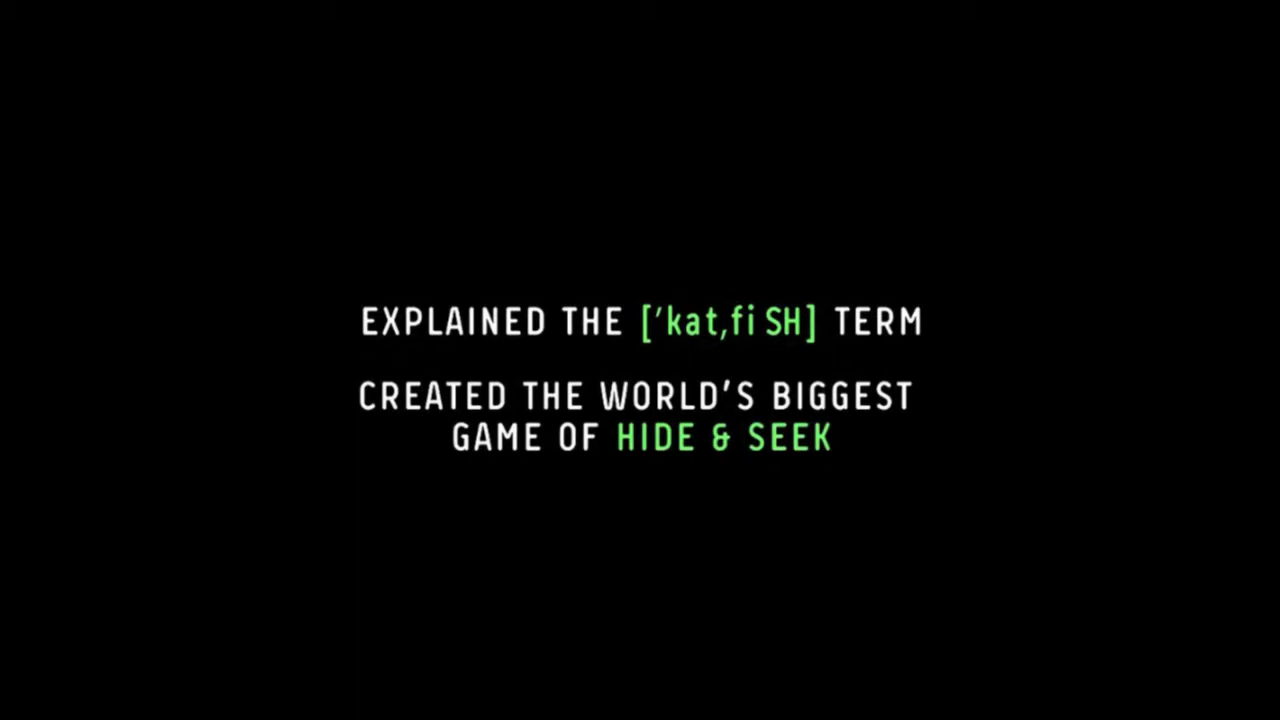 EXPLAINED THE [′kat,fi SH] TERM
CREATED THE WORLD'S BIGGEST
GAME OF HIDE & SEEK